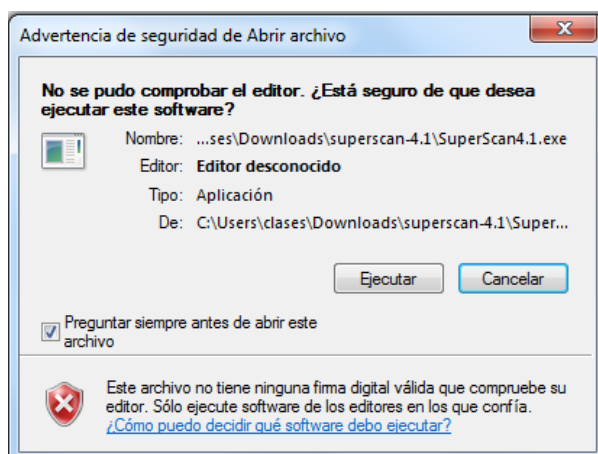 Advertencia de seguridad de Abrir archivo
No se pudo comprobar el editor. ¿Está seguro de que desea
ejecutar este software?
Nombre: ...ses\Downloads\superscan-4.1\SuperScan4.1.exe
Editor: Editor desconocido
Tipo: Aplicación
De: C:\Users\clases\Downloads\superscan-4.1\Super...
Ejecutar Cancelar
Preguntar siempre antes de abrir este
archivo
Este archivo no tiene ninguna firma digital válida que compruebe su
editor. Sólo ejecute software de los editores en los que confía.
¿Cómo puedo decidir qué software debo ejecutar?